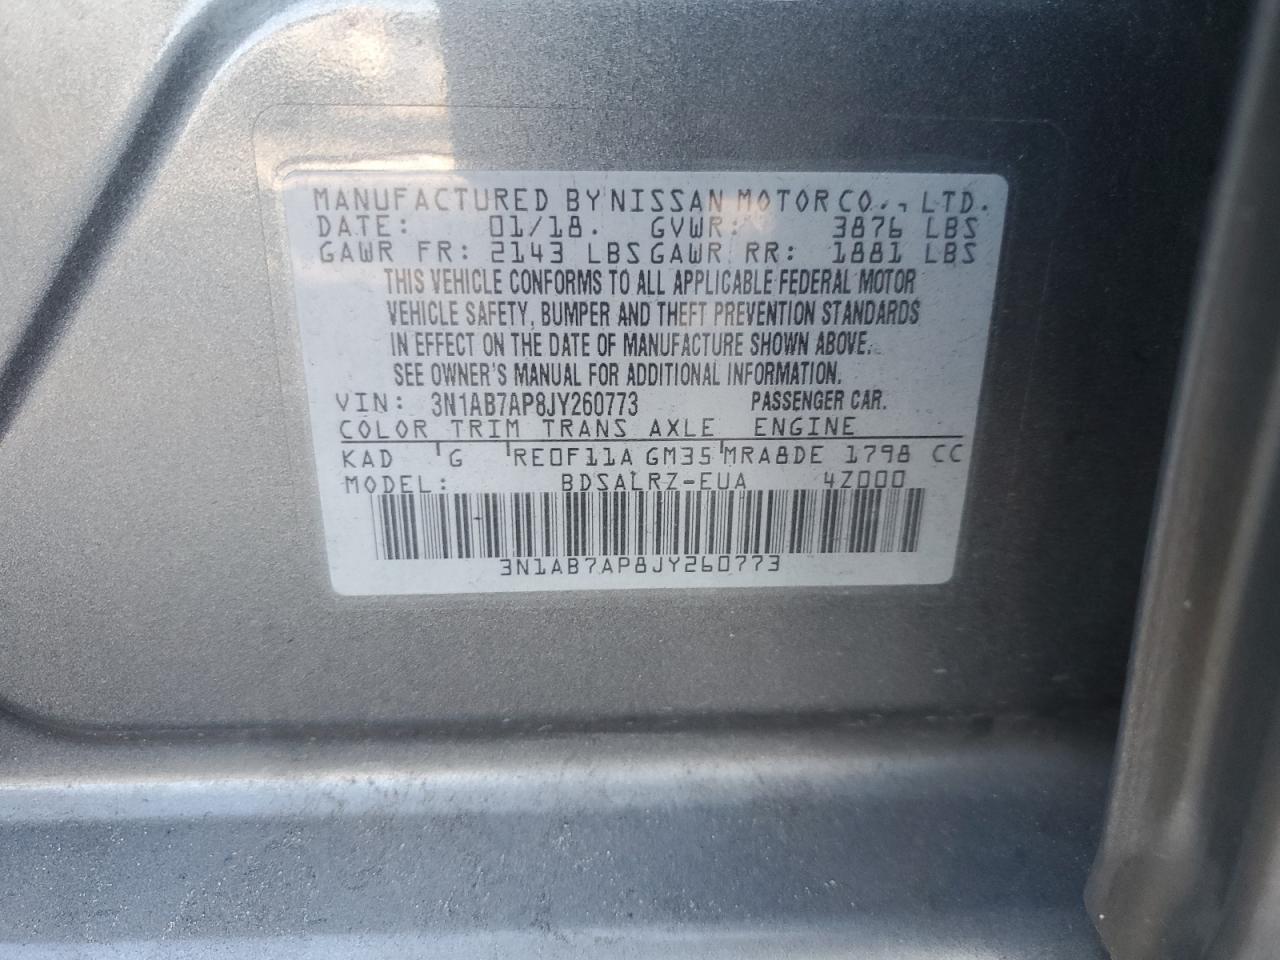 MANUFACTURED BY NISSAN MOTOR CO., LTD.
DATE: 01/18. GVWR: 3876 LBS
GAWR FR: 2143 LBS GAWR RR: 1881 LBS
THIS VEHICLE CONFORMS TO ALL APPLICABLE FEDERAL MOTOR
VEHICLE SAFETY, BUMPER AND THEFT PREVENTION STANDARDS
IN EFFECT ON THE DATE OF MANUFACTURE SHOWN ABOVE.
SEE OWNER'S MANUAL FOR ADDITIONAL INFORMATION.
VIN: 3N1AB7AP8JY260773 PASSENGER CAR.
COLOR TRIM TRANS AXLE ENGINE
KAD G RE0F11A GM35 MRA8DE 1798 CC
MODEL: BDSALRZ-EUA 4Z000
3N1AB7AP8JY260773